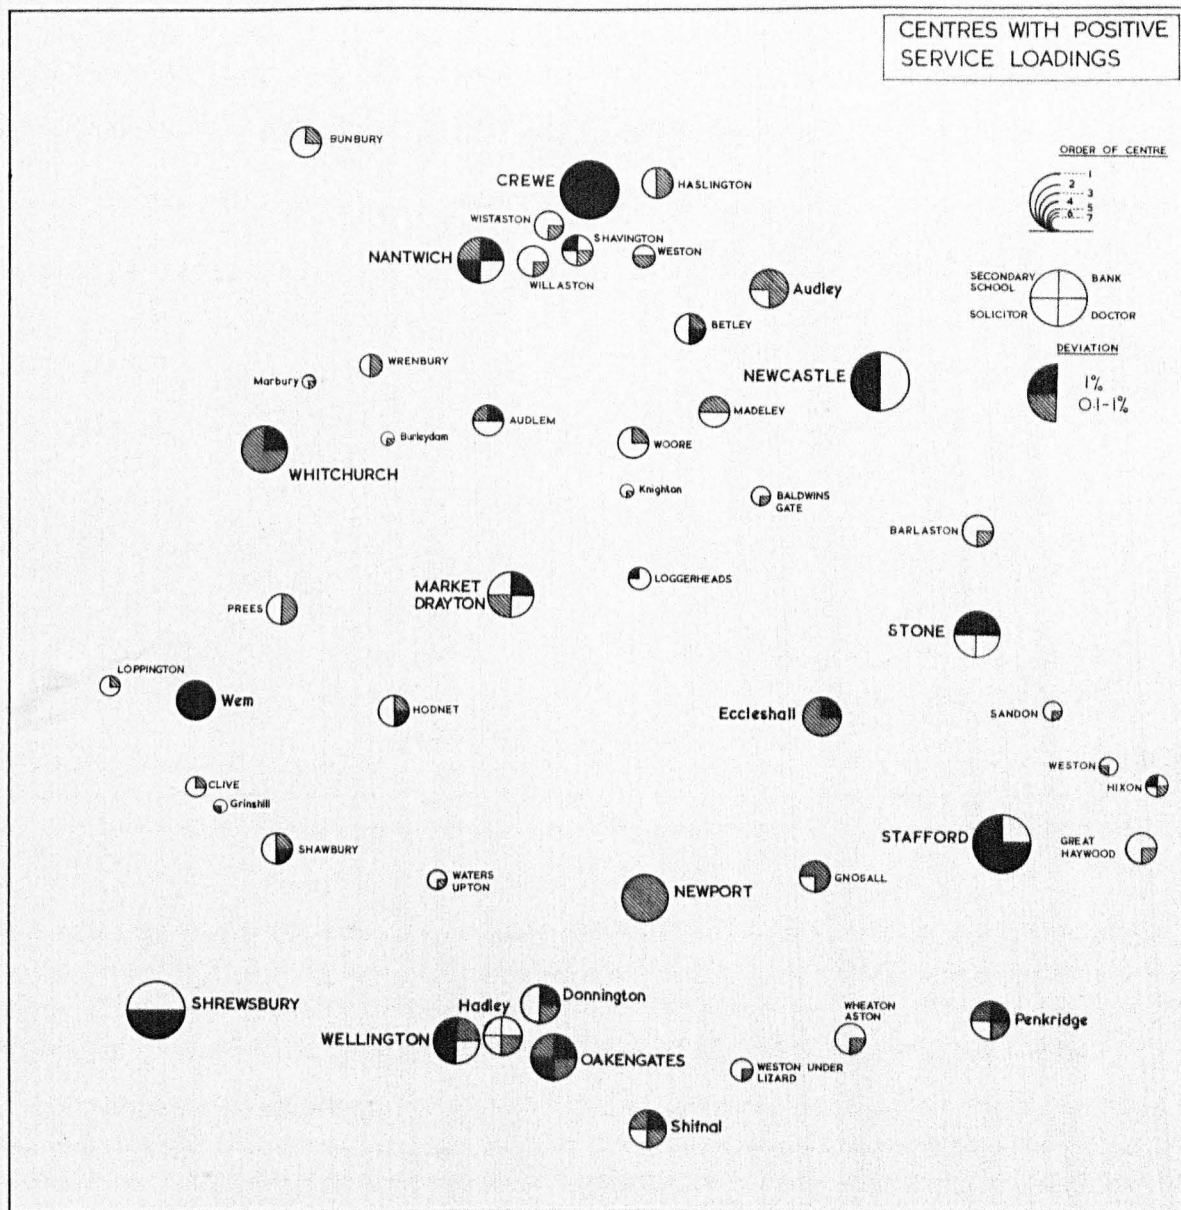 CENTRES WITH POSITIVE
SERVICE LOADINGS
BUNBURY
ORDER OF CENTRE
1
2
3
4
5
6
7
CREWE
HASLINGTON
WISTASTON
SHAVINGTON
NANTWICH
WESTON
WILLASTON
SECONDARY
SCHOOL
BANK
SOLICITOR
DOCTOR
Audley
BETLEY
DEVIATION
1%
0.1-1%
WRENBURY
Marbury
NEWCASTLE
MADELEY
AUDLEM
Burleydam
WOORE
WHITCHURCH
Knighton
BALDWINS
GATE
BARLASTON
LOGGERHEADS
MARKET
DRAYTON
PREES
STONE
LOPPINGTON
Wem
HODNET
Eccleshall
SANDON
WESTON
HIXON
CLIVE
Grinshill
STAFFORD
GREAT
HAYWOOD
SHAWBURY
WATERS
UPTON
GNOSALL
NEWPORT
SHREWSBURY
Donnington
Hadley
WHEATON
ASTON
Penkridge
WELLINGTON
OAKENGATES
WESTON UNDER
LIZARD
Shifnal